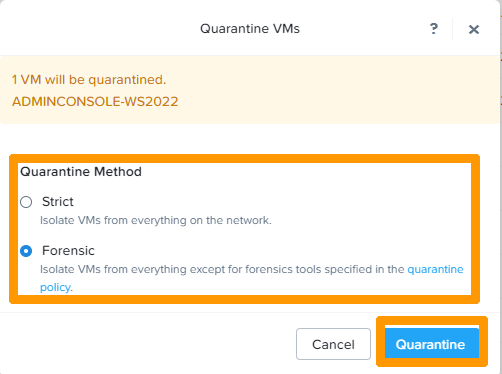 Quarantine VMs
?
×
1 VM will be quarantined.
ADMINCONSOLE-WS2022
Quarantine Method
Strict
Isolate VMs from everything on the network.
Forensic
Isolate VMs from everything except for forensics tools specified in the quarantine
policy.
Cancel
Quarantine